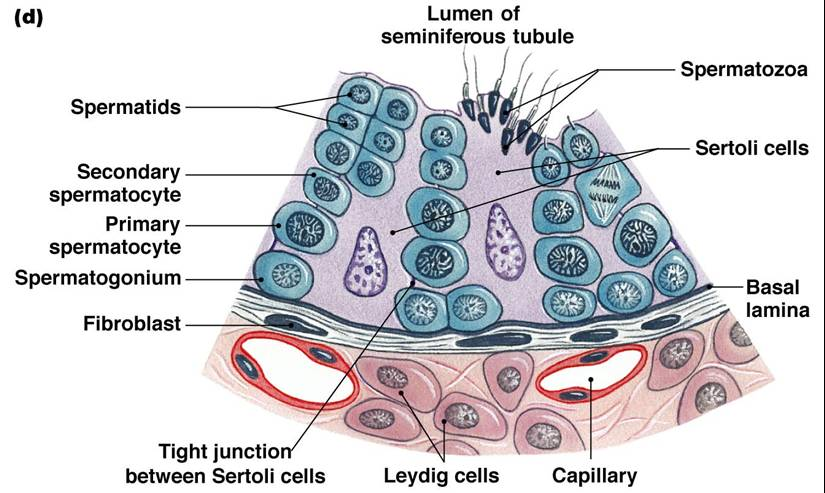 (d)
Lumen of
seminiferous tubule
Spermatozoa
Spermatids
Sertoli cells
Secondary
spermatocyte
Primary
spermatocyte
Spermatogonium
Basal
lamina
Fibroblast
Tight junction
between Sertoli cells
Leydig cells
Capillary